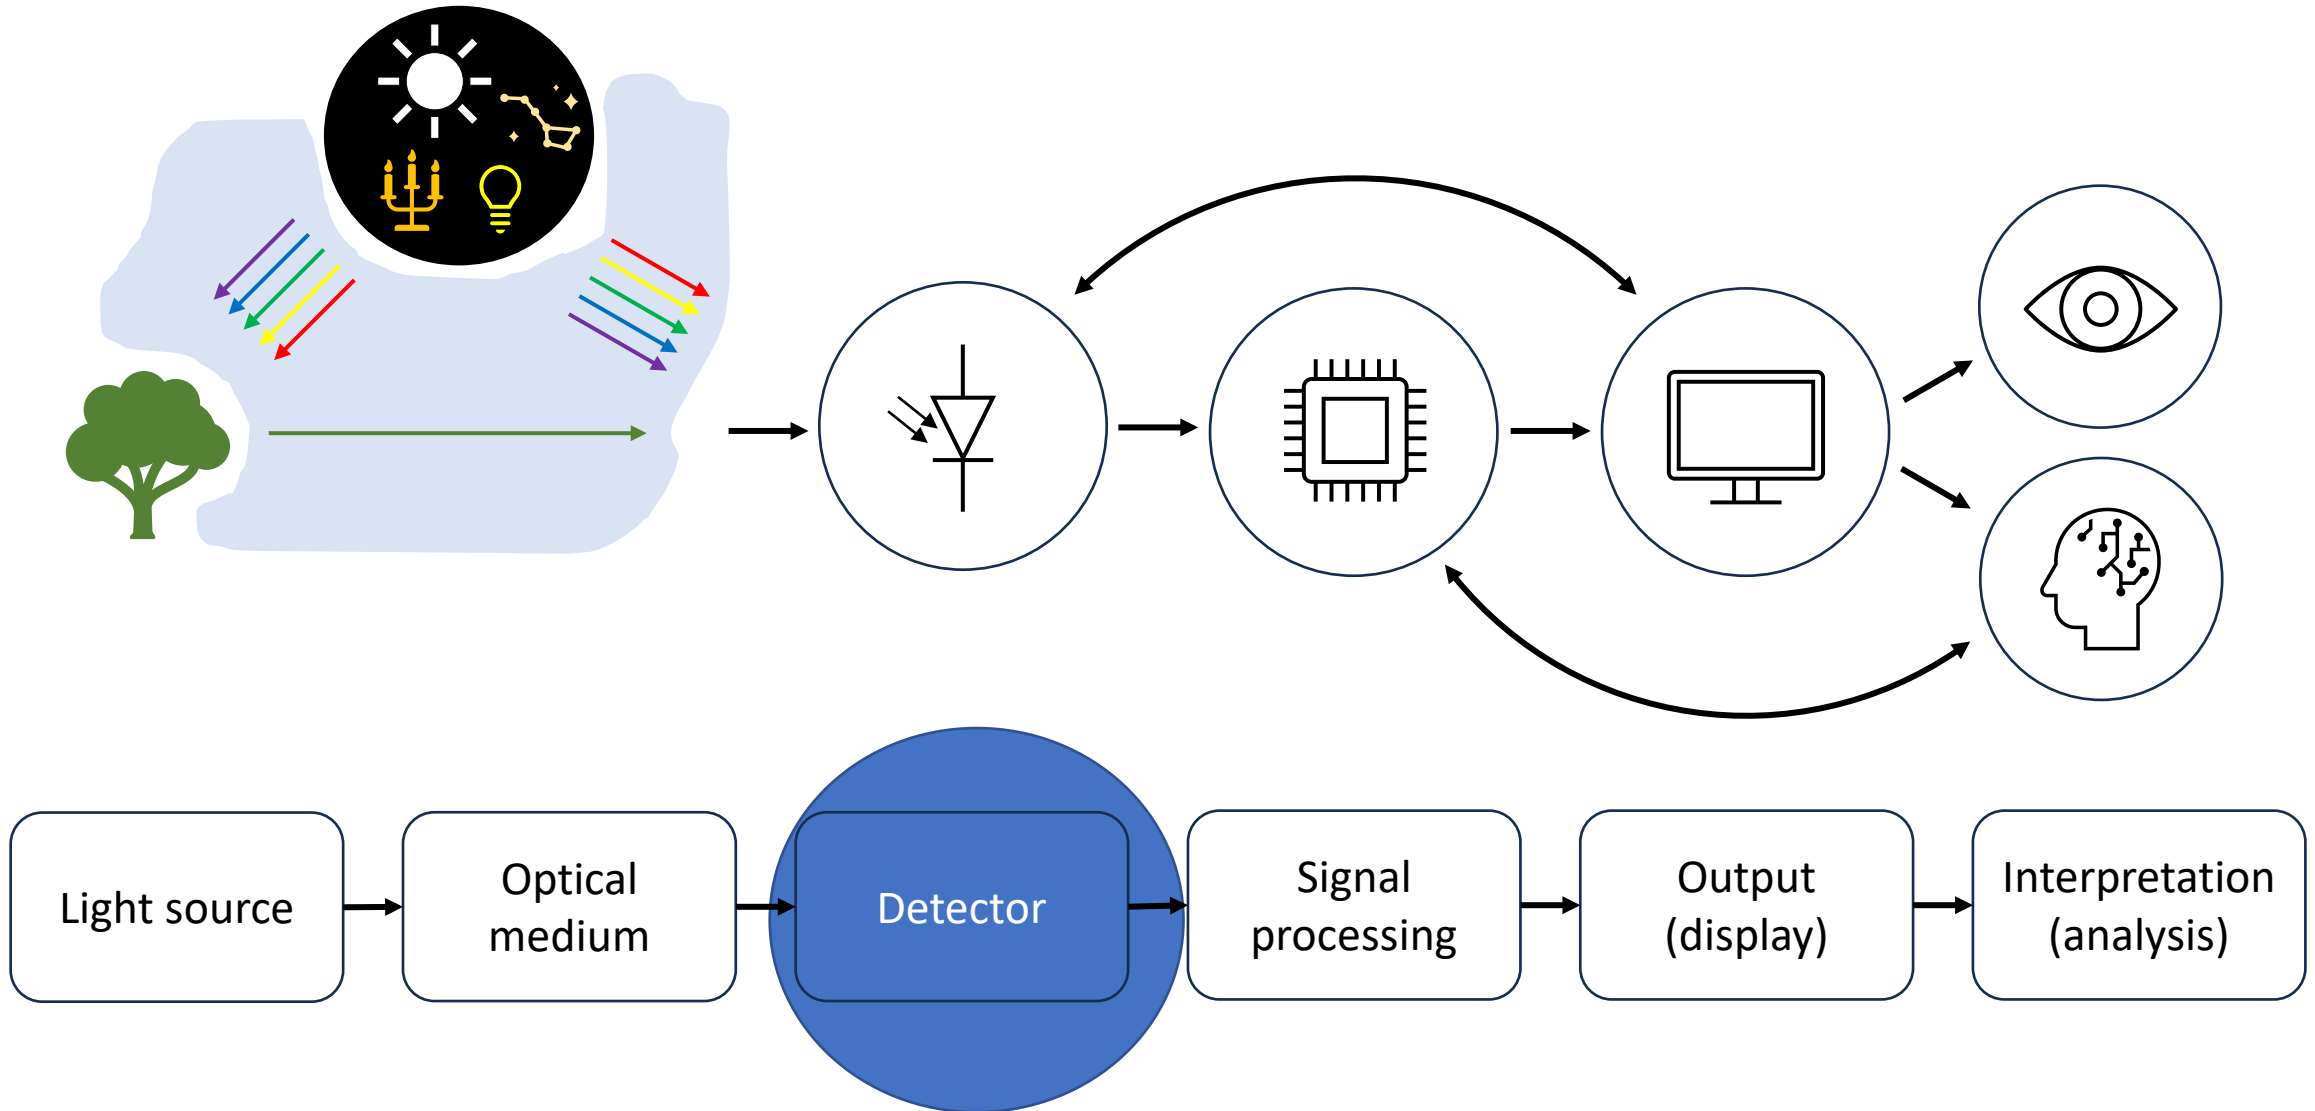 Light source
Optical
medium
Detector
Signal
processing
Output
(display)
Interpretation
(analysis)